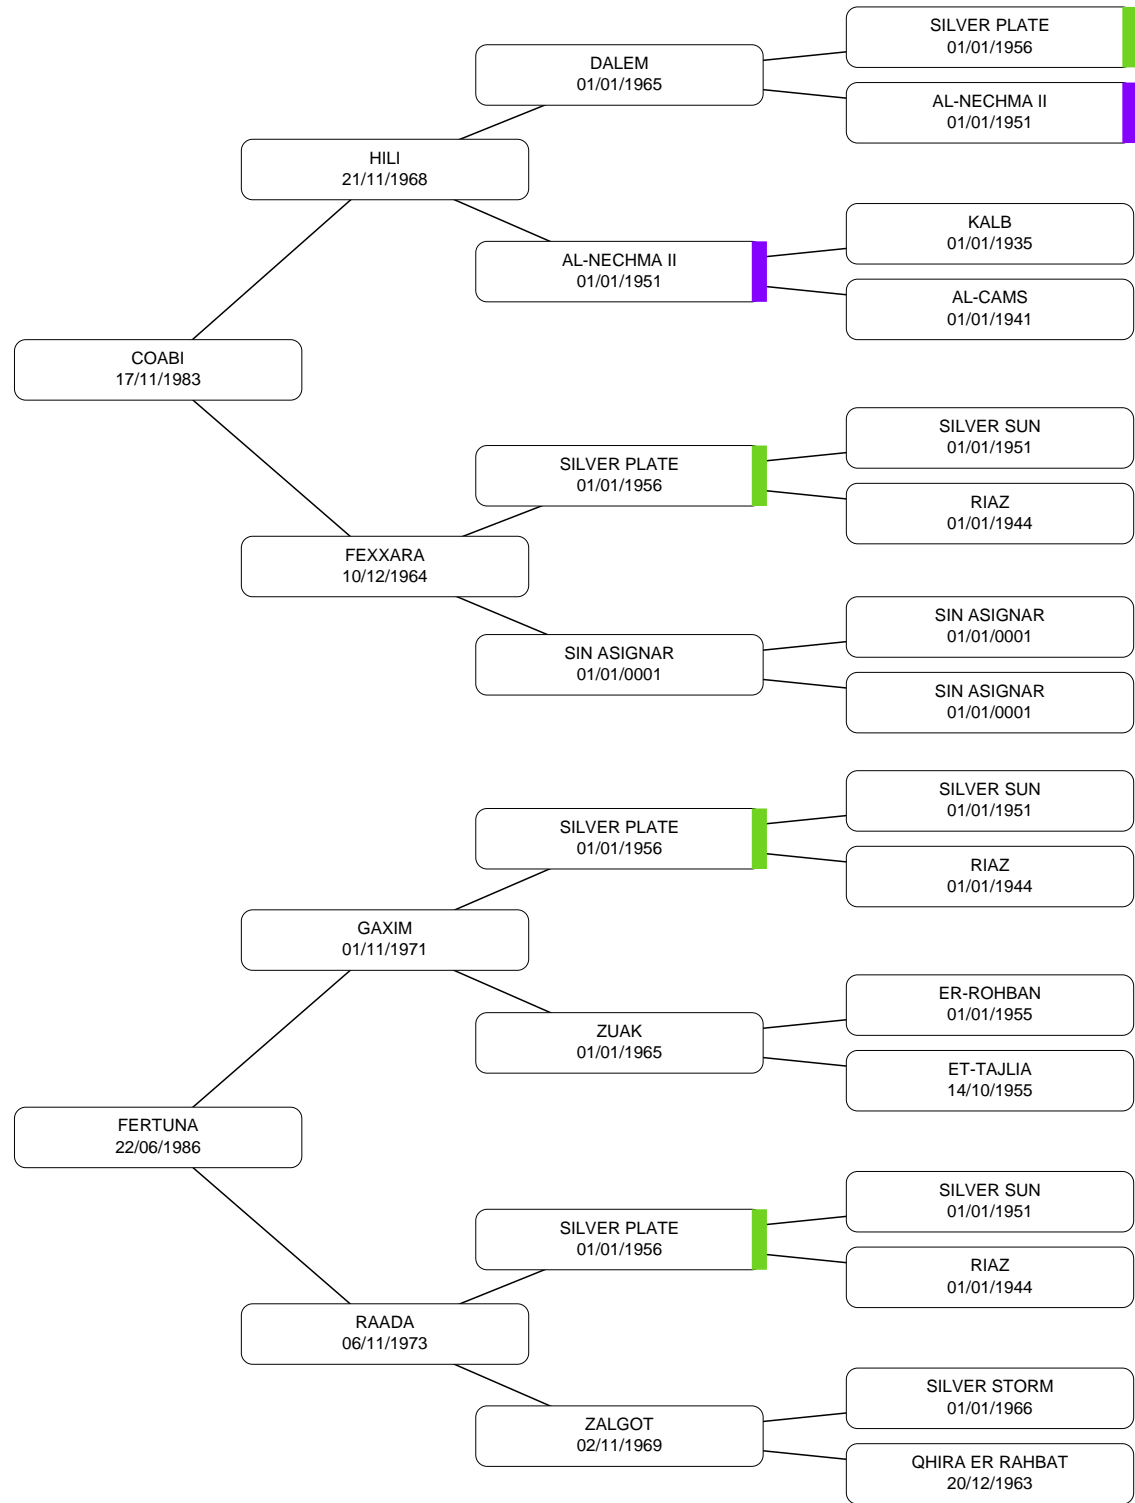 SILVER PLATE
01/01/1956
DALEM
01/01/1965
AL-NECHMA II
01/01/1951
HILI
21/11/1968
KALB
01/01/1935
AL-NECHMA II
01/01/1951
AL-CAMS
01/01/1941
COABI
17/11/1983
SILVER SUN
01/01/1951
SILVER PLATE
01/01/1956
RIAZ
01/01/1944
FEXXARA
10/12/1964
SIN ASIGNAR
01/01/0001
SIN ASIGNAR
01/01/0001
SIN ASIGNAR
01/01/0001
SILVER SUN
01/01/1951
SILVER PLATE
01/01/1956
RIAZ
01/01/1944
GAXIM
01/11/1971
ER-ROHBAN
01/01/1955
ZUAK
01/01/1965
ET-TAJLIA
14/10/1955
FERTUNA
22/06/1986
SILVER SUN
01/01/1951
SILVER PLATE
01/01/1956
RIAZ
01/01/1944
RAADA
06/11/1973
SILVER STORM
01/01/1966
ZALGOT
02/11/1969
QHIRA ER RAHBAT
20/12/1963